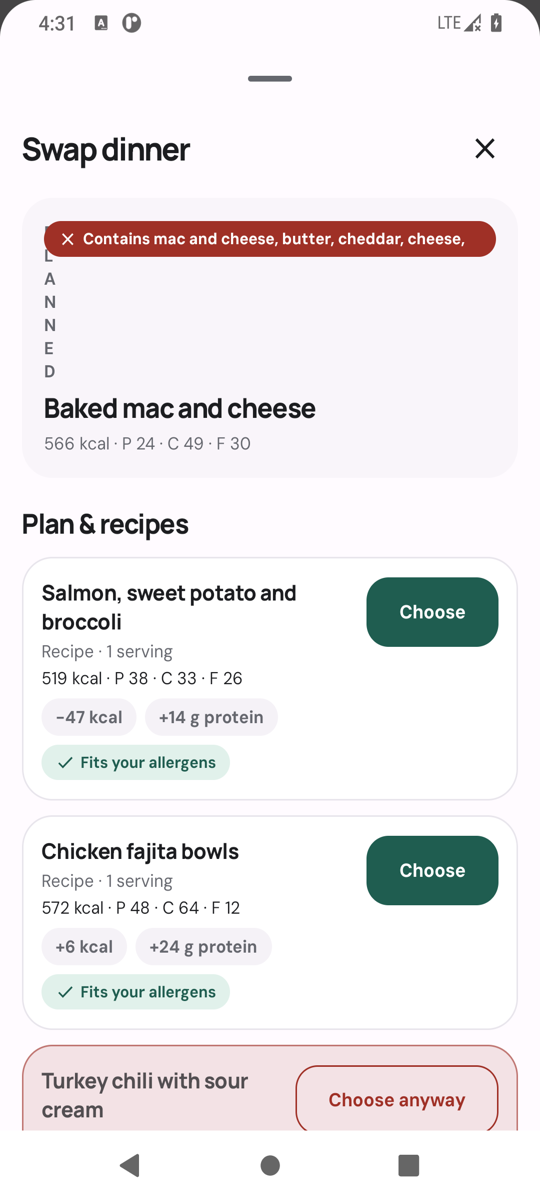 4:31
LTE
Swap dinner
Contains mac and cheese, butter, cheddar, cheese,
L
A
N
N
E
D
Baked mac and cheese
566 kcal · P 24 · C 49 · F 30
Plan & recipes
Salmon, sweet potato and
broccoli
Choose
Recipe · 1 serving
519 kcal · P 38 · C 33 · F 26
−47 kcal
+14 g protein
Fits your allergens
Chicken fajita bowls
Choose
Recipe · 1 serving
572 kcal · P 48 · C 64 · F 12
+6 kcal
+24 g protein
Fits your allergens
Turkey chili with sour
cream
Choose anyway